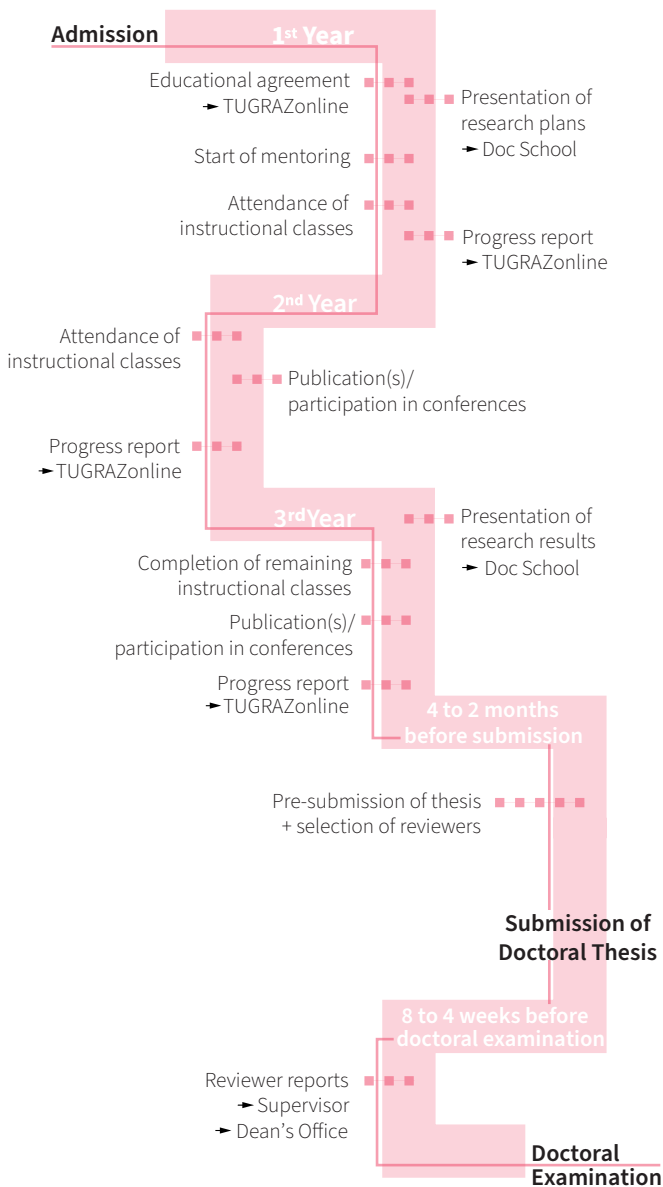 Admission
1st Year
Educational agreement
→ TUGRAZonline
Presentation of
research plans
→ Doc School
Start of mentoring
Attendance of
instructional classes
Progress report
→ TUGRAZonline
2nd Year
Attendance of
instructional classes
Publication(s)/
participation in conferences
Progress report
→ TUGRAZonline
3rd Year
Presentation of
research results
→ Doc School
Completion of remaining
instructional classes
Publication(s)/
participation in conferences
Progress report
→ TUGRAZonline
4 to 2 months
before submission
Pre-submission of thesis
+ selection of reviewers
Submission of
Doctoral Thesis
8 to 4 weeks before
doctoral examination
Reviewer reports
→ Supervisor
→ Dean's Office
Doctoral
Examination